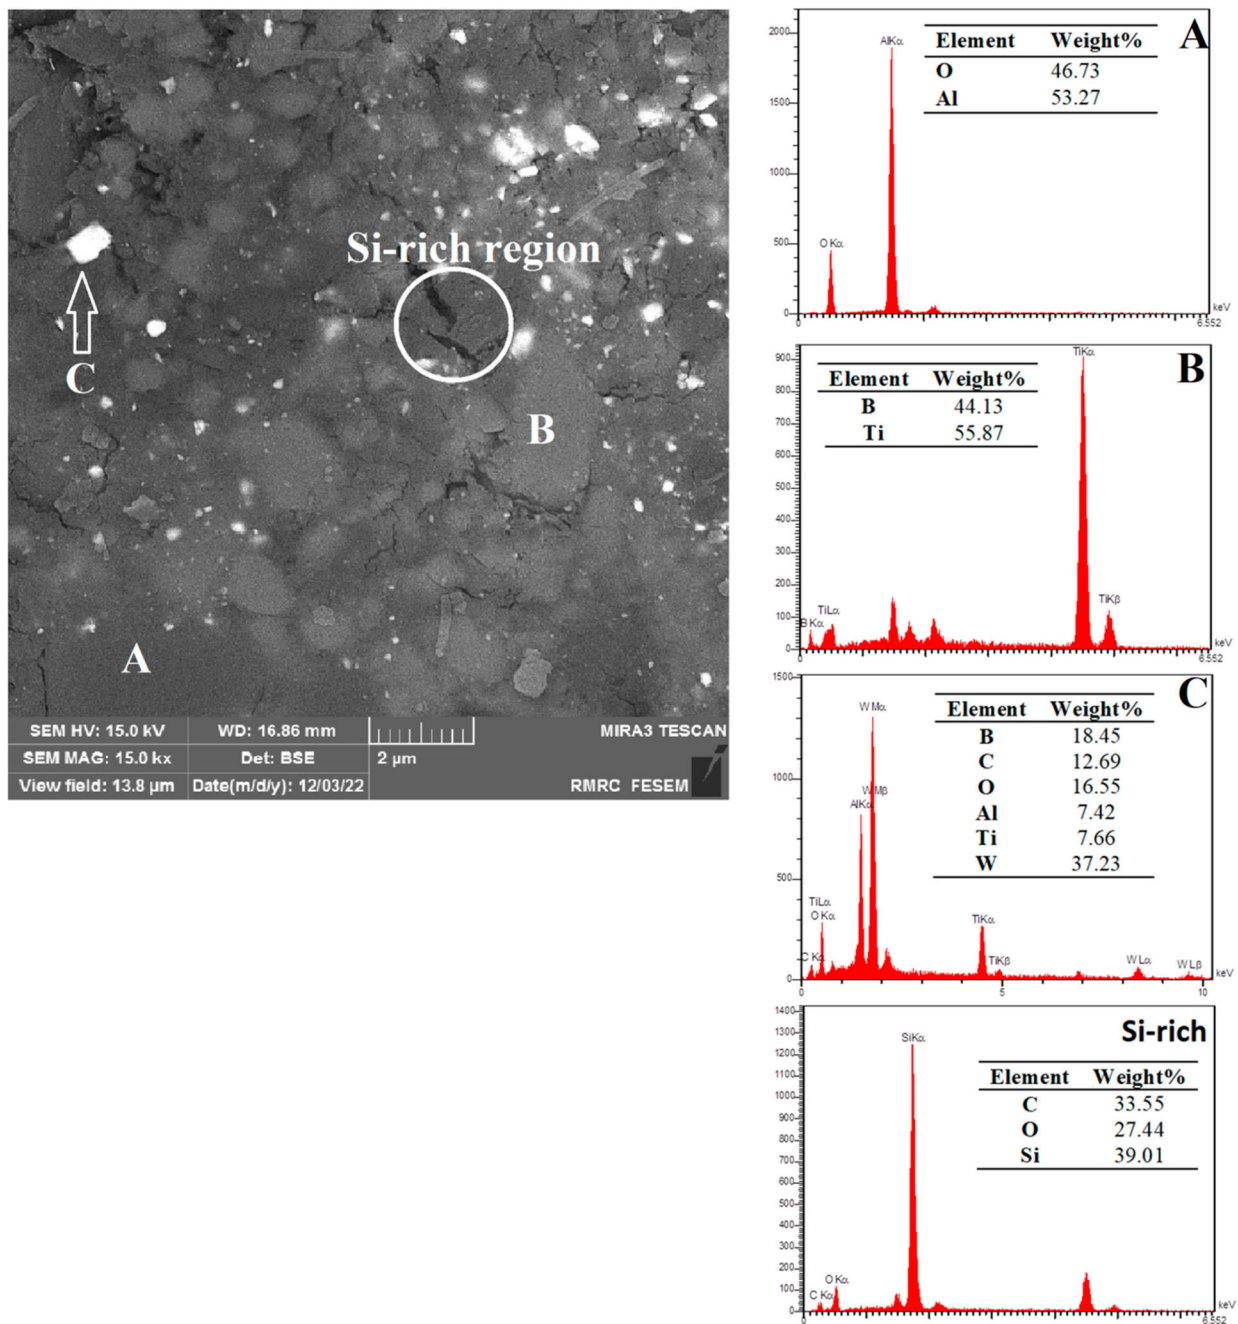 Si-rich region
C
B
A
SEM HV: 15.0 kV
WD: 16.86 mm
MIRA3 TESCAN
SEM MAG: 15.0 kx
Det: BSE
2 µm
View field: 13.8 µm
Date(m/d/y): 12/03/22
RMRC FESEM
A
Element Weight%
O 46.73
Al 53.27
2000
1500
1000
500
0
AlKα
O Kα
keV
0
6.552
B
Element Weight%
B 44.13
Ti 55.87
900
800
700
600
500
400
300
200
100
0
TiKα
TiLα
B Kα
TiKβ
keV
0
6.552
C
Element Weight%
B 18.45
C 12.69
O 16.55
Al 7.42
Ti 7.66
W 37.23
1500
1000
500
0
W Mα
W Mβ
AlKα
TiLα
O Kα
C Kα
TiKα
TiKβ
W Lα
W Lβ
keV
0
5
10
Si-rich
Element Weight%
C 33.55
O 27.44
Si 39.01
1400
1300
1200
1100
1000
900
800
700
600
500
400
300
200
100
0
SiKα
O Kα
C Kα
keV
0
6.552